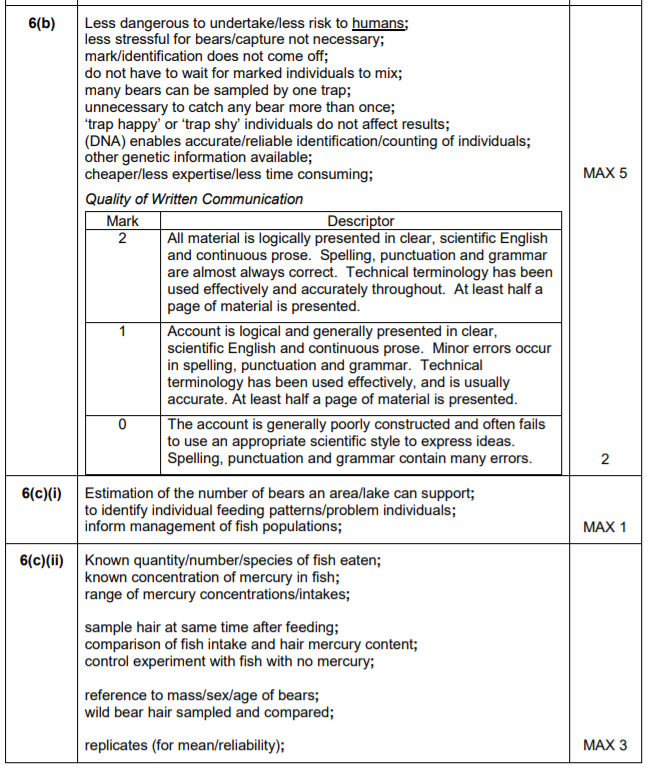 6(b)
Less dangerous to undertake/less risk to humans;
less stressful for bears/capture not necessary;
mark/identification does not come off;
do not have to wait for marked individuals to mix;
many bears can be sampled by one trap;
unnecessary to catch any bear more than once;
‘trap happy’ or ‘trap shy’ individuals do not affect results;
(DNA) enables accurate/reliable identification/counting of individuals;
other genetic information available;
cheaper/less expertise/less time consuming;
MAX 5
Quality of Written Communication
Mark Descriptor
2 All material is logically presented in clear, scientific English
and continuous prose. Spelling, punctuation and grammar
are almost always correct. Technical terminology has been
used effectively and accurately throughout. At least half a
page of material is presented.
1 Account is logical and generally presented in clear,
scientific English and continuous prose. Minor errors occur
in spelling, punctuation and grammar. Technical
terminology has been used effectively, and is usually
accurate. At least half a page of material is presented.
0 The account is generally poorly constructed and often fails
to use an appropriate scientific style to express ideas.
Spelling, punctuation and grammar contain many errors.
2
6(c)(i)
Estimation of the number of bears an area/lake can support;
to identify individual feeding patterns/problem individuals;
inform management of fish populations;
MAX 1
6(c)(ii)
Known quantity/number/species of fish eaten;
known concentration of mercury in fish;
range of mercury concentrations/intakes;
sample hair at same time after feeding;
comparison of fish intake and hair mercury content;
control experiment with fish with no mercury;
reference to mass/sex/age of bears;
wild bear hair sampled and compared;
replicates (for mean/reliability);
MAX 3